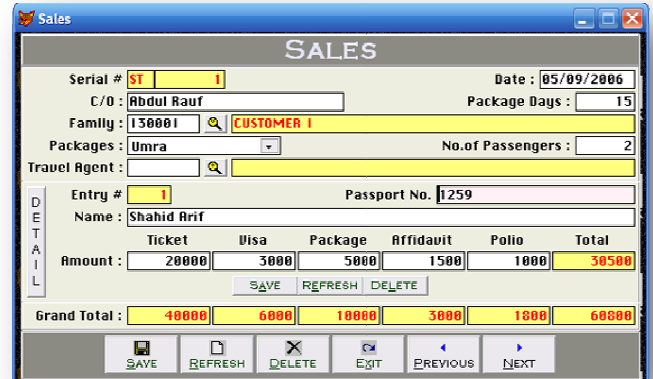 Sales
SALES
Serial # ST 1 Date : 05/09/2006
C/O : Abdul Rauf Package Days : 15
Family : 130001 CUSTOMER 1
Packages : Umra No.of Passengers : 2
Travel Agent :
DETAIL
Entry # 1 Passport No. 1259
Name : Shahid Arif
Ticket Visa Package Affidavit Polio Total
Amount : 20000 3000 5000 1500 1000 30500
SAVE REFRESH DELETE
Grand Total : 40000 6000 10000 3000 1800 60800
SAVE REFRESH DELETE EXIT PREVIOUS NEXT